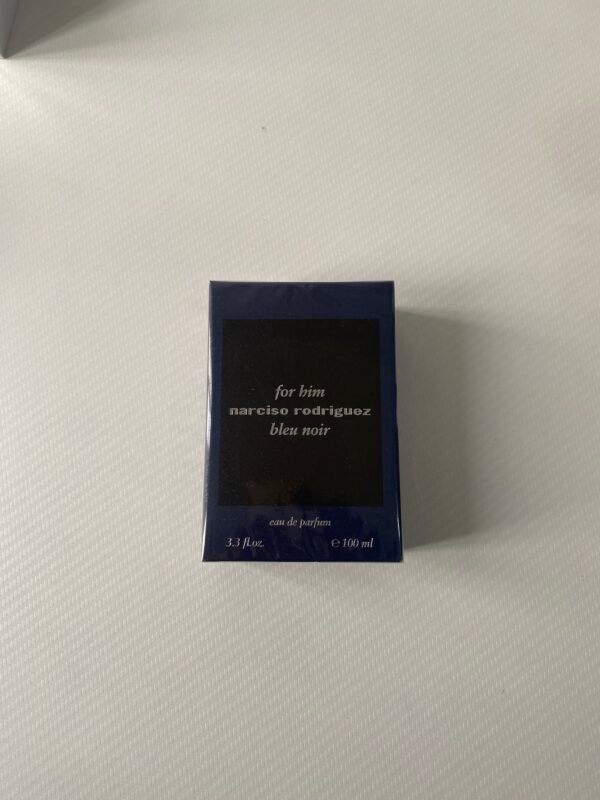 for him
narciso rodriguez
bleu noir
eau de parfum
3.3 fl.oz. ℮ 100 ml